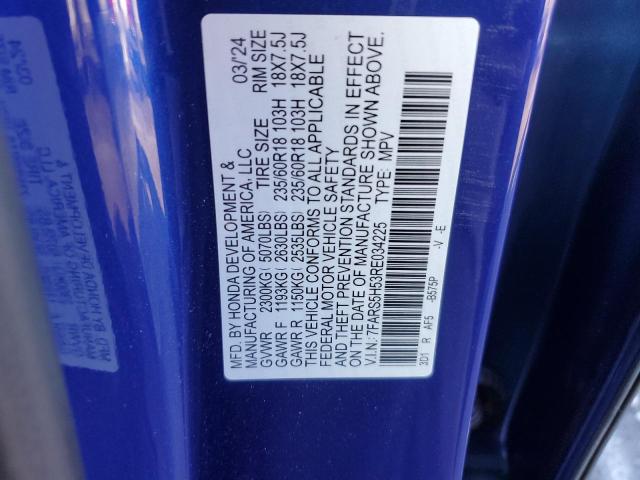 MFD. BY HONDA DEVELOPMENT & 03/'24
MANUFACTURING OF AMERICA, LLC
TIRE SIZE RIM SIZE
GVWR 2300KG( 5070LBS)
GAWR F 1193KG( 2630LBS) 235/60R18 103H 18X7.5J
GAWR R 1150KG( 2535LBS) 235/60R18 103H 18X7.5J
THIS VEHICLE CONFORMS TO ALL APPLICABLE
FEDERAL MOTOR VEHICLE SAFETY
AND THEFT PREVENTION STANDARDS IN EFFECT
ON THE DATE OF MANUFACTURE SHOWN ABOVE.
V.I.N.: 7FARS5H53RE034225 TYPE: MPV
3D1 R AF5 -B575P -V -E